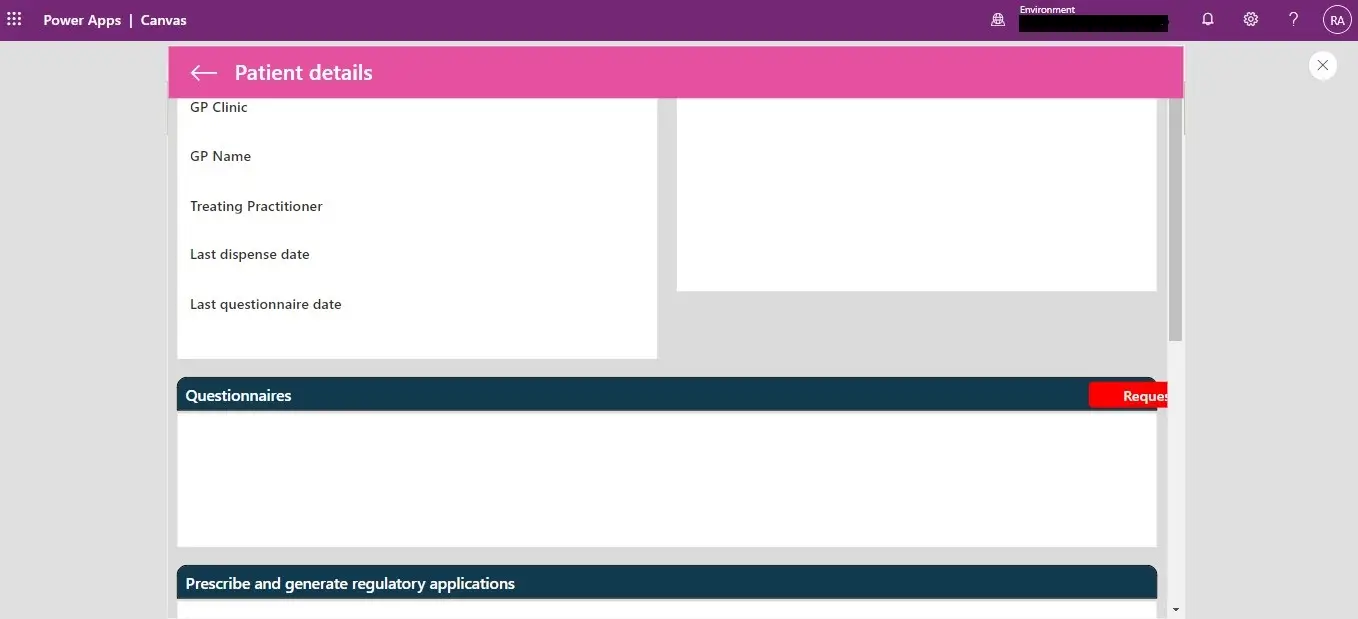 Power Apps | Canvas
Environment
?
RA
Patient details
GP Clinic
GP Name
Treating Practitioner
Last dispense date
Last questionnaire date
Questionnaires
Reques
Prescribe and generate regulatory applications